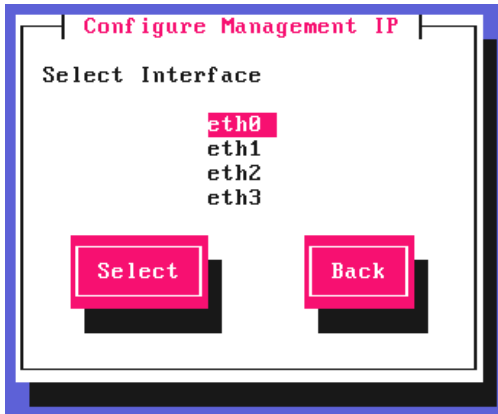 Configure Management IP
Select Interface
eth0
eth1
eth2
eth3
Select Back